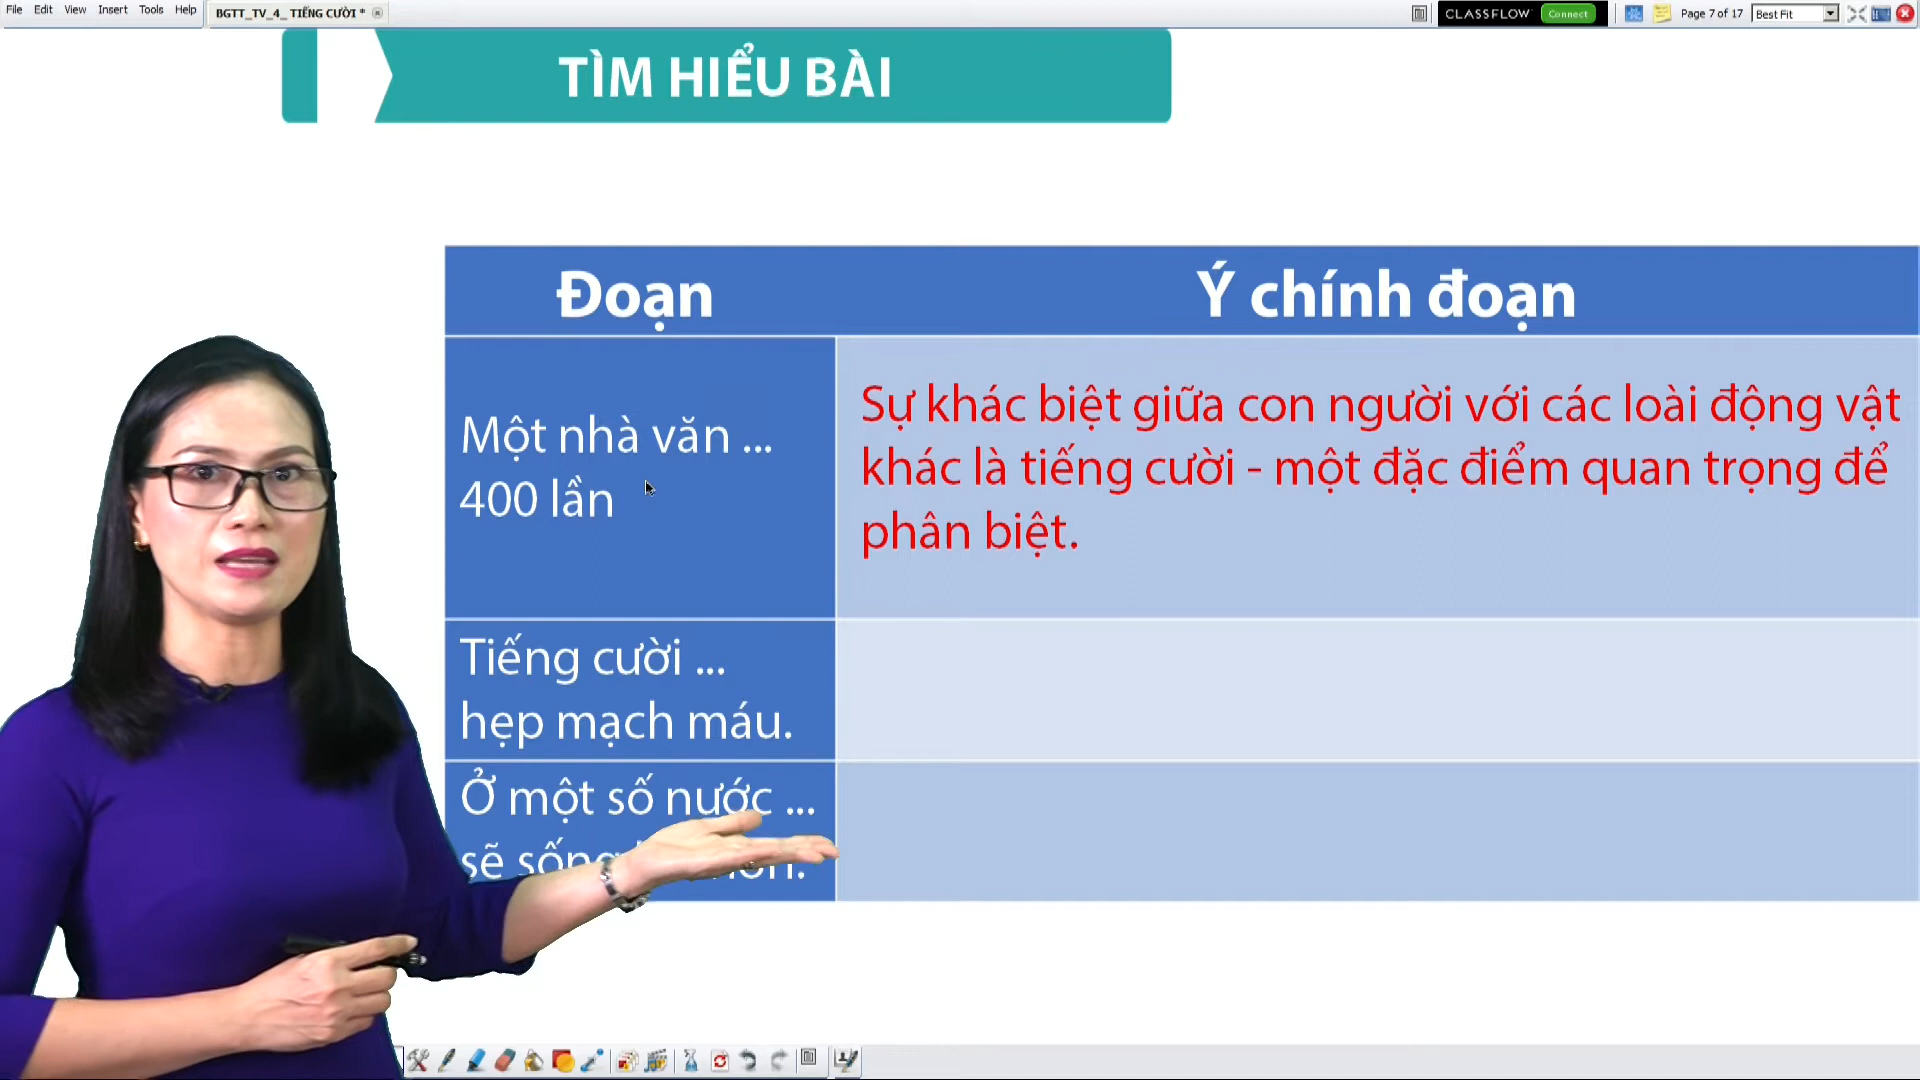 File Edit View Insert Tools Help
BGTT_TV_4_ TIẾNG CƯỜI *
CLASSFLOW Connect
Page 7 of 17
Best Fit
TÌM HIỂU BÀI
Đoạn
Ý chính đoạn
Một nhà văn ...
400 lần
Sự khác biệt giữa con người với các loài động vật
khác là tiếng cười - một đặc điểm quan trọng để
phân biệt.
Tiếng cười ...
hẹp mạch máu.
Ở một số nước ...
sẽ sống